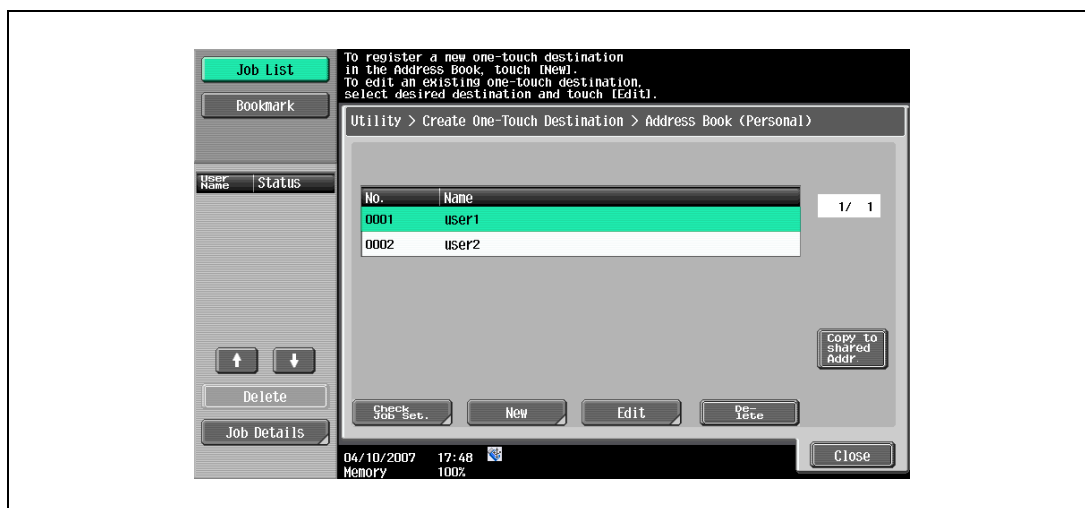 Job List
Bookmark
User Name
Status
Delete
Job Details
To register a new one-touch destination
in the Address Book, touch [New].
To edit an existing one-touch destination,
select desired destination and touch [Edit].
Utility > Create One-Touch Destination > Address Book (Personal)
No. Name
0001 user1
0002 user2
1/ 1
Copy to
shared
Addr.
Check
Job Set.
New
Edit
De-
lete
04/10/2007 17:48
Memory 100%
Close